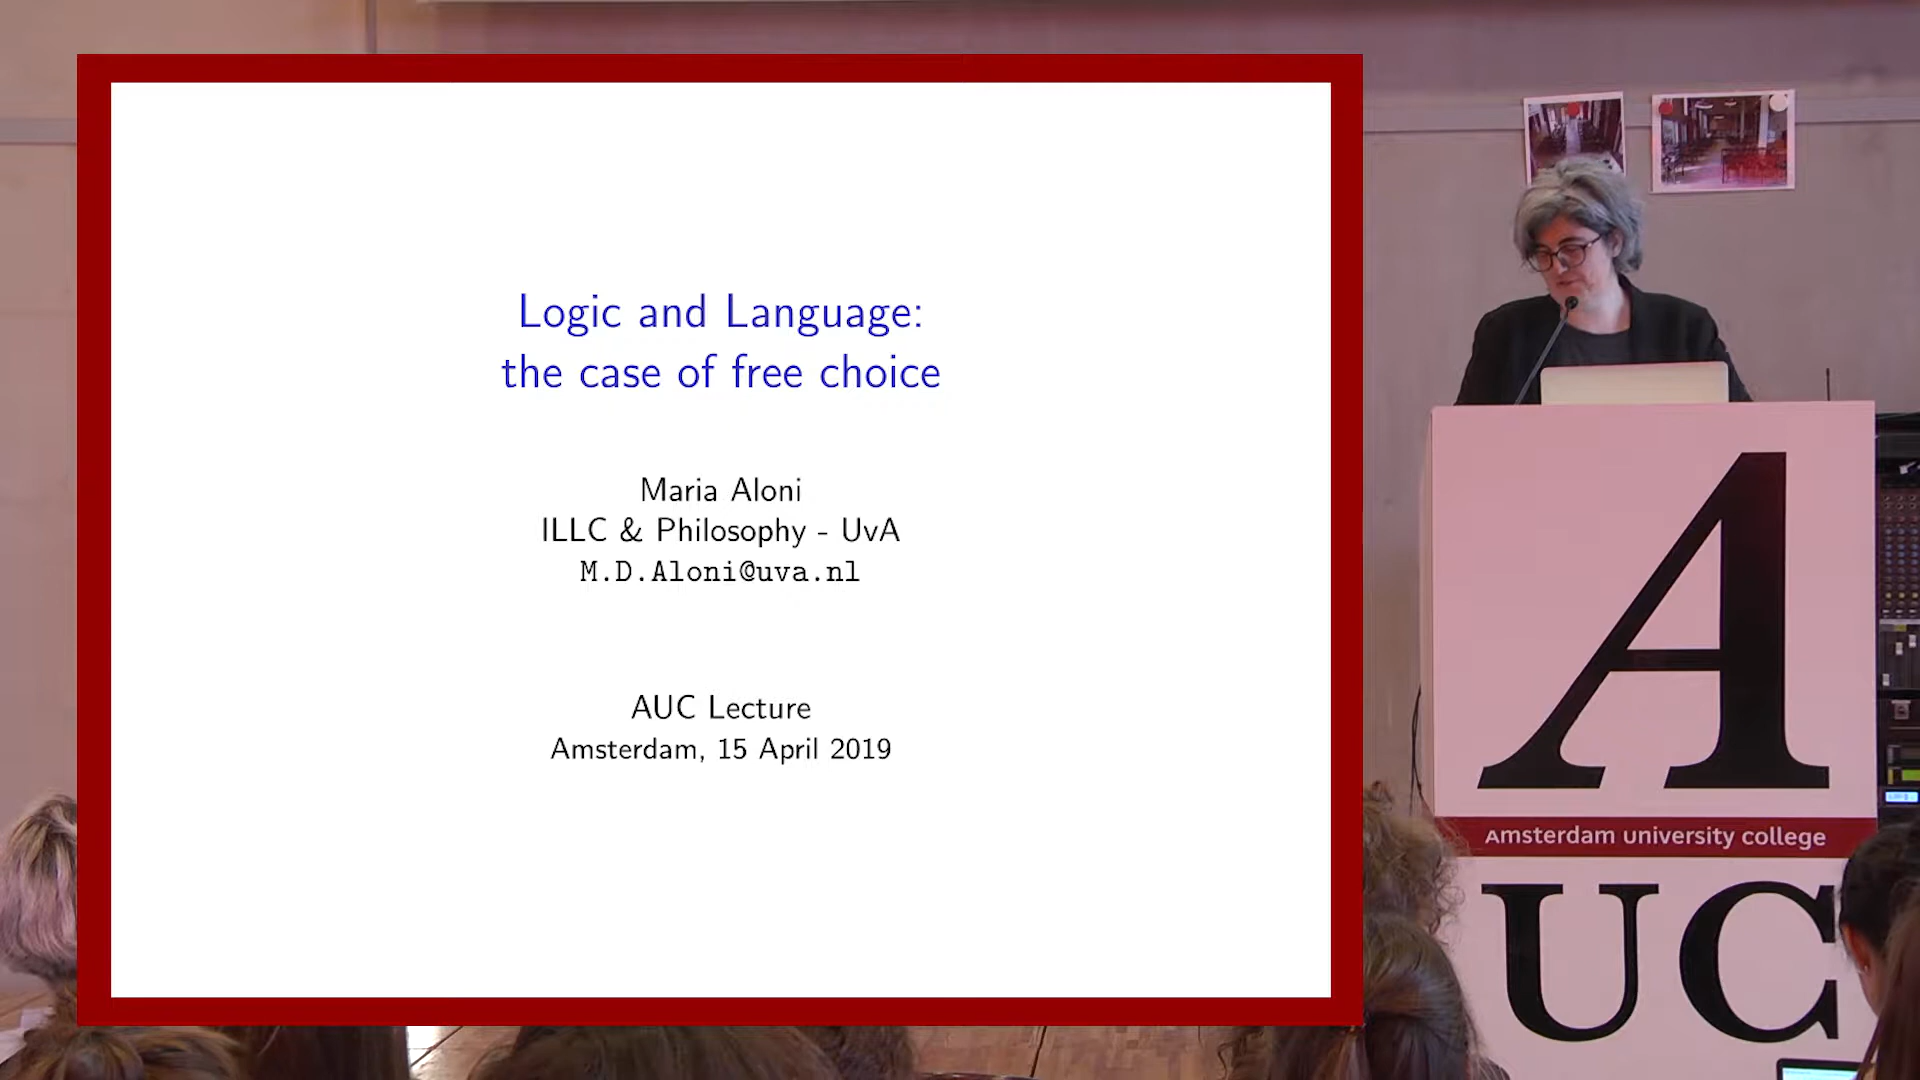 Logic and Language:
the case of free choice
Maria Aloni
ILLC & Philosophy - UvA
M.D.Aloni@uva.nl
AUC Lecture
Amsterdam, 15 April 2019
A
amsterdam university college
UC